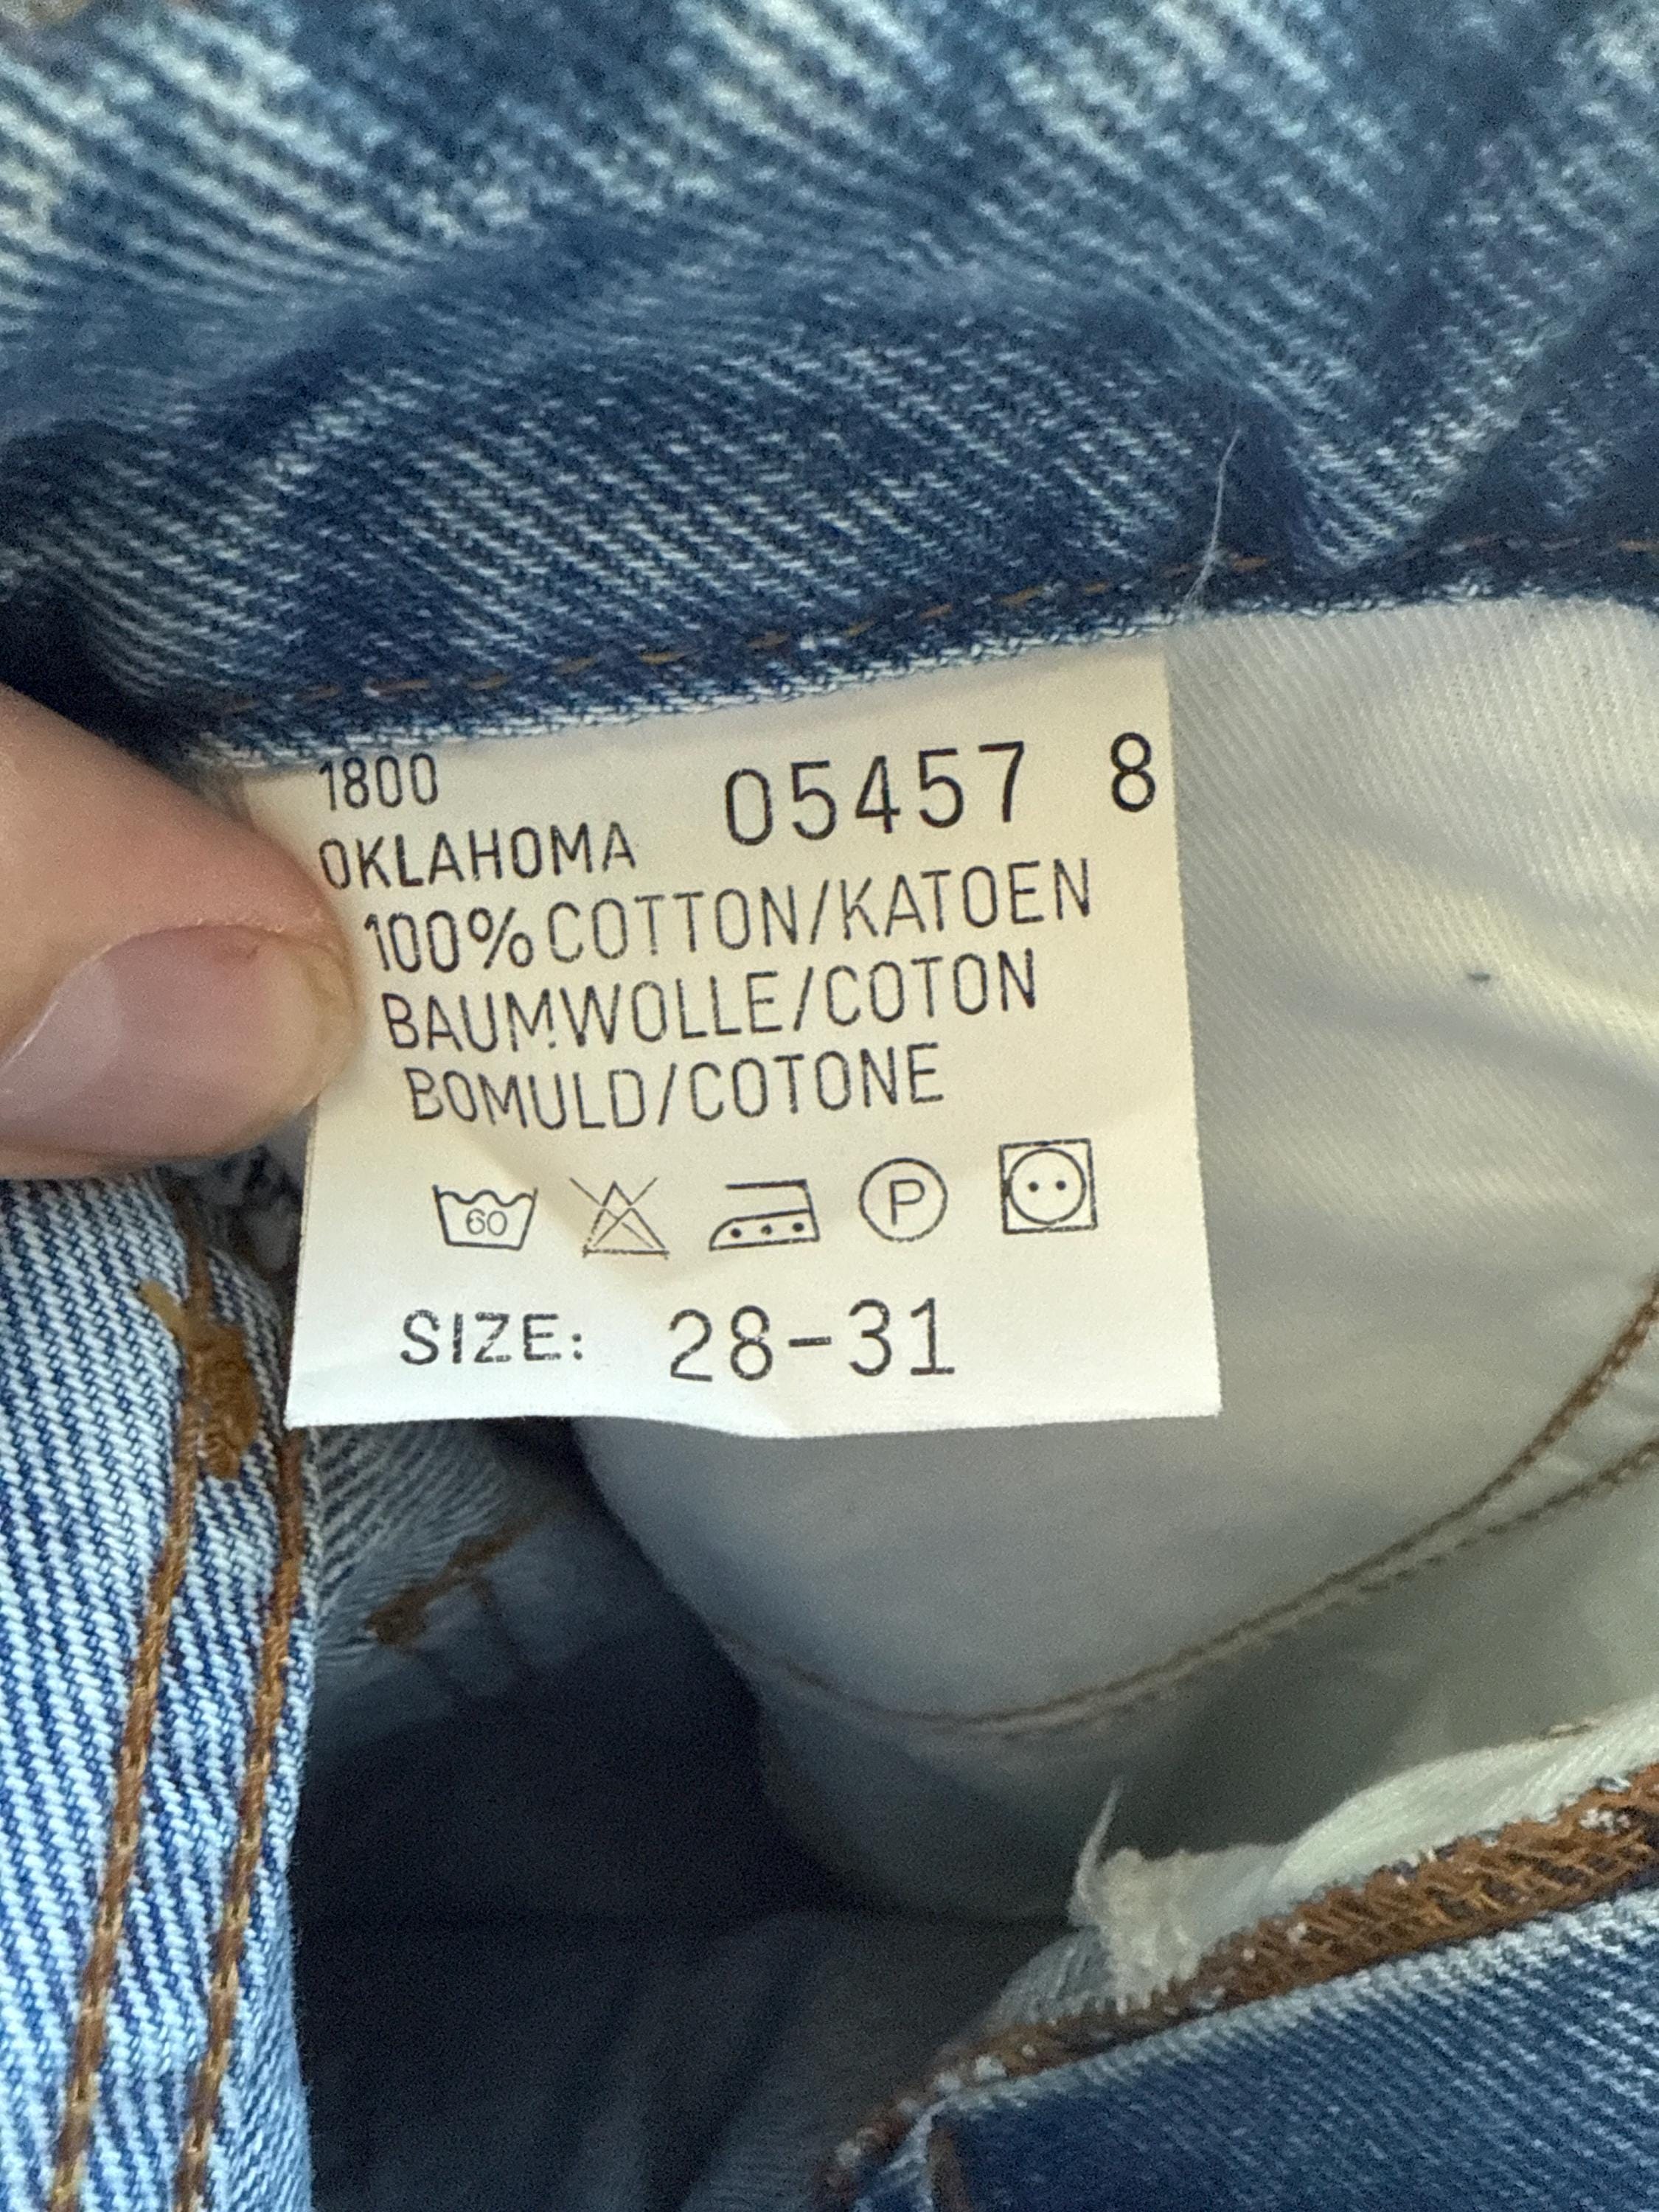 1800
OKLAHOMA 05457 8
100% COTTON/KATOEN
BAUMWOLLE/COTON
BOMULD/COTONE
60 P
SIZE: 28-31